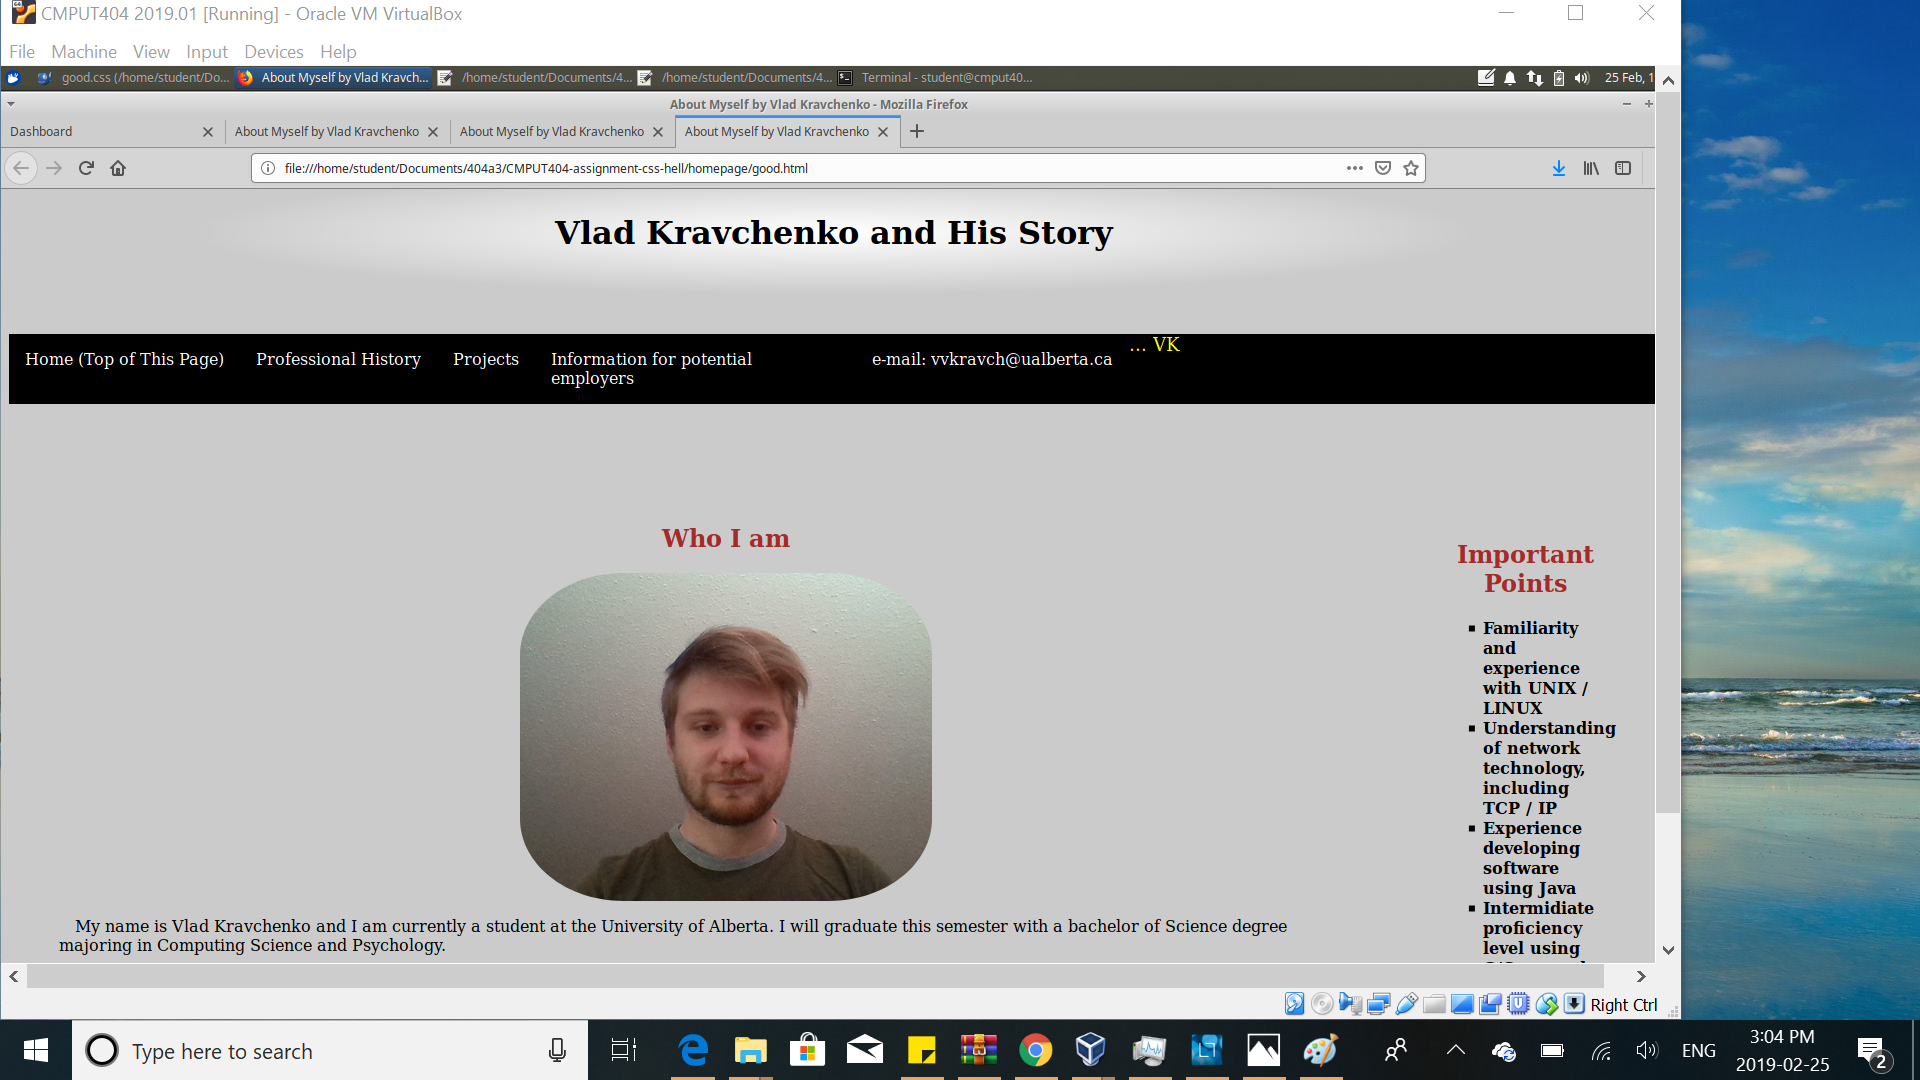 CMPUT404 2019.01 [Running] - Oracle VM VirtualBox
File Machine View Input Devices Help
good.css (/home/student/Do... About Myself by Vlad Kravch... /home/student/Documents/4... /home/student/Documents/4... Terminal - student@cmput40... 25 Feb, 1
About Myself by Vlad Kravchenko - Mozilla Firefox
Dashboard About Myself by Vlad Kravchenko About Myself by Vlad Kravchenko About Myself by Vlad Kravchenko
file:///home/student/Documents/404a3/CMPUT404-assignment-css-hell/homepage/good.html
Vlad Kravchenko and His Story
Home (Top of This Page) Professional History Projects Information for potential
employers
e-mail: vvkravch@ualberta.ca
... VK
Who I am
My name is Vlad Kravchenko and I am currently a student at the University of Alberta. I will graduate this semester with a bachelor of Science degree
majoring in Computing Science and Psychology.
Important
Points
Familiarity
and
experience
with UNIX /
LINUX
Understanding
of network
technology,
including
TCP / IP
Experience
developing
software
using Java
Intermidiate
proficiency
level using
Right Ctrl
Type here to search
ENG
3:04 PM
2019-02-25
2